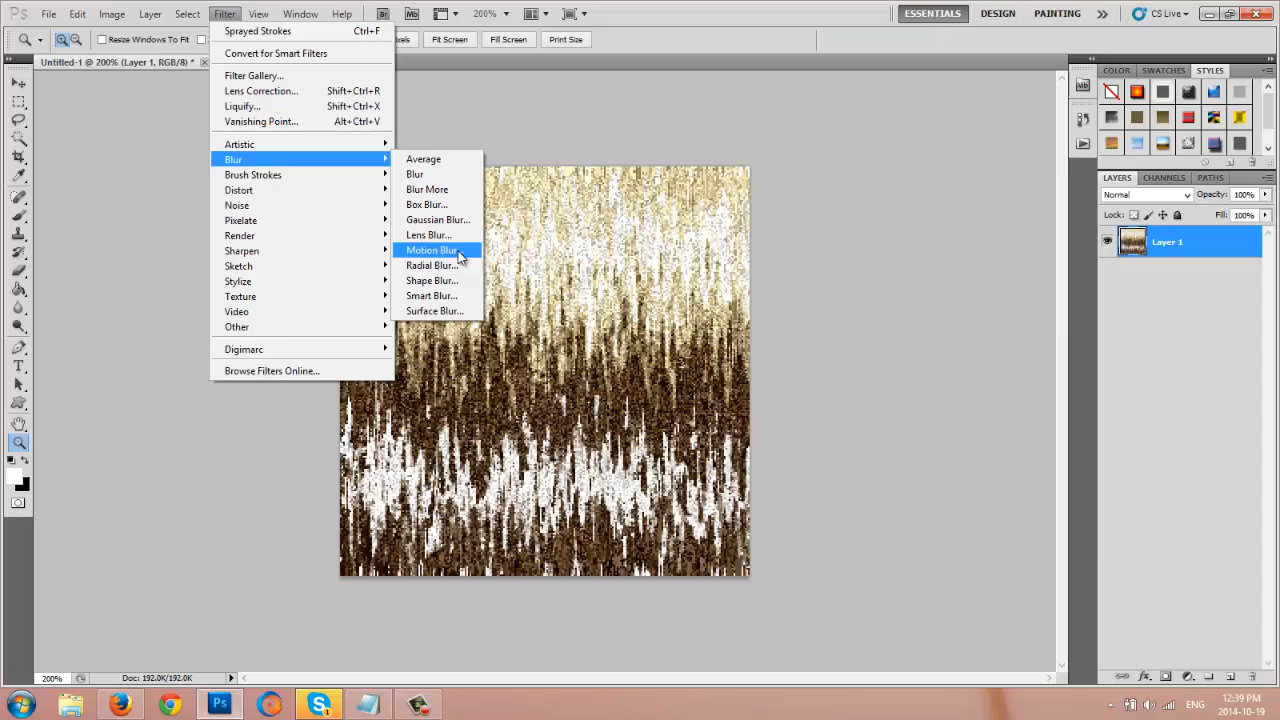 Ps File Edit Image Layer Select Filter View Window Help Br Mb 200% ESSENTIALS DESIGN PAINTING CS Live
Resize Windows To Fit Fit Screen Fill Screen Print Size
Untitled-1 @ 200% (Layer 1, RGB/8)
Sprayed Strokes Ctrl+F
Convert for Smart Filters
Filter Gallery...
Lens Correction... Shift+Ctrl+R
Liquify... Shift+Ctrl+X
Vanishing Point... Alt+Ctrl+V
Artistic
Blur
Brush Strokes
Distort
Noise
Pixelate
Render
Sharpen
Sketch
Stylize
Texture
Video
Other
Digimarc
Browse Filters Online...
Average
Blur
Blur More
Box Blur...
Gaussian Blur...
Lens Blur...
Motion Blur...
Radial Blur...
Shape Blur...
Smart Blur...
Surface Blur...
COLOR SWATCHES STYLES
LAYERS CHANNELS PATHS
Normal Opacity: 100%
Lock: Fill: 100%
Layer 1
200% Doc: 192.0K/192.0K
Ps ENG 12:39 PM
2014-10-19